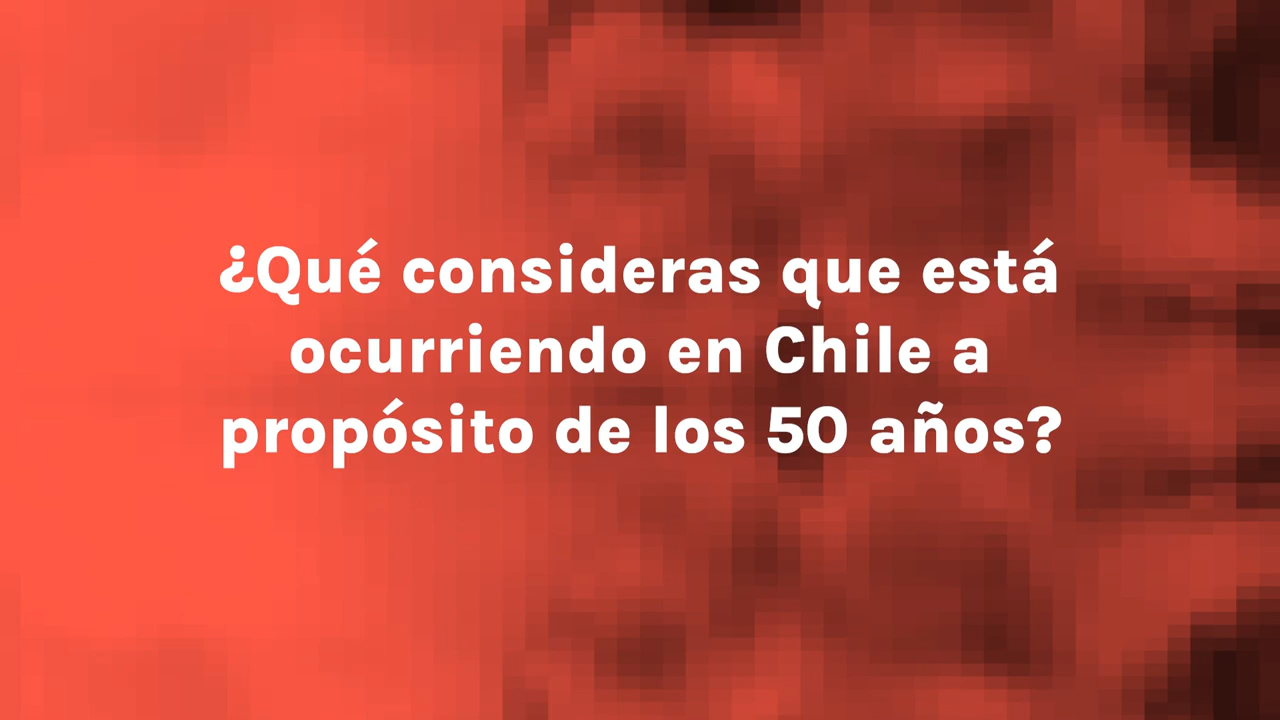 ¿Qué consideras que está
ocurriendo en Chile a
propósito de los 50 años?